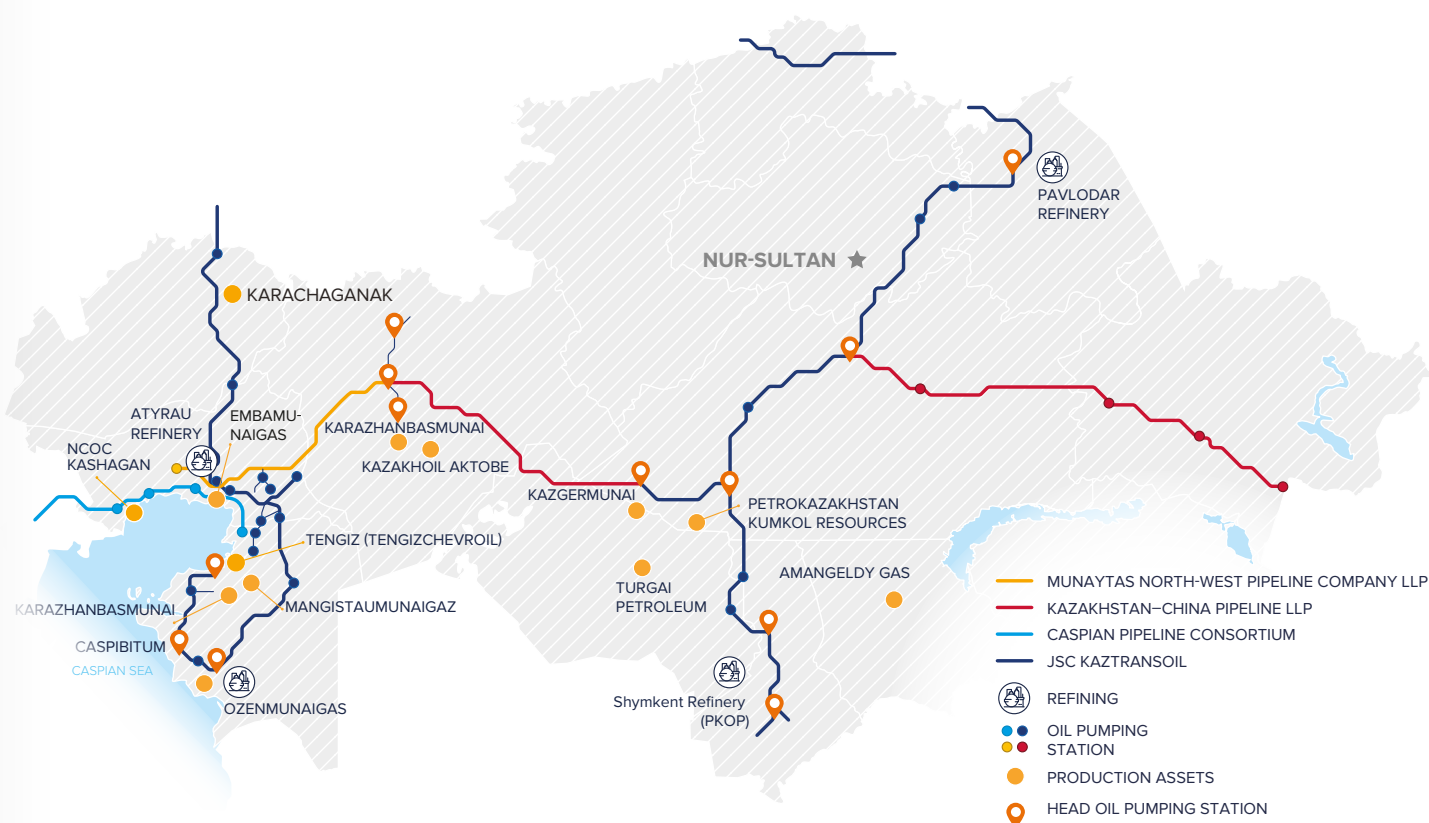 PAVLODAR
REFINERY
NUR-SULTAN
KARACHAGANAK
ATYRAU
REFINERY
EMBAMU-
NAIGAS
NCOC
KASHAGAN
KARAZHANBASMUNAI
KAZAKHOIL AKTOBE
KAZGERMUNAI
PETROKAZAKHSTAN
KUMKOL RESOURCES
TENGIZ (TENGIZCHEVROIL)
TURGAI
PETROLEUM
AMANGELDY GAS
KARAZHANBASMUNAI
MANGISTAUMUNAIGAZ
CASPIBITUM
CASPIAN SEA
OZENMUNAIGAS
Shymkent Refinery
(PKOP)
MUNAYTAS NORTH-WEST PIPELINE COMPANY LLP
KAZAKHSTAN–CHINA PIPELINE LLP
CASPIAN PIPELINE CONSORTIUM
JSC KAZTRANSOIL
REFINING
OIL PUMPING
STATION
PRODUCTION ASSETS
HEAD OIL PUMPING STATION